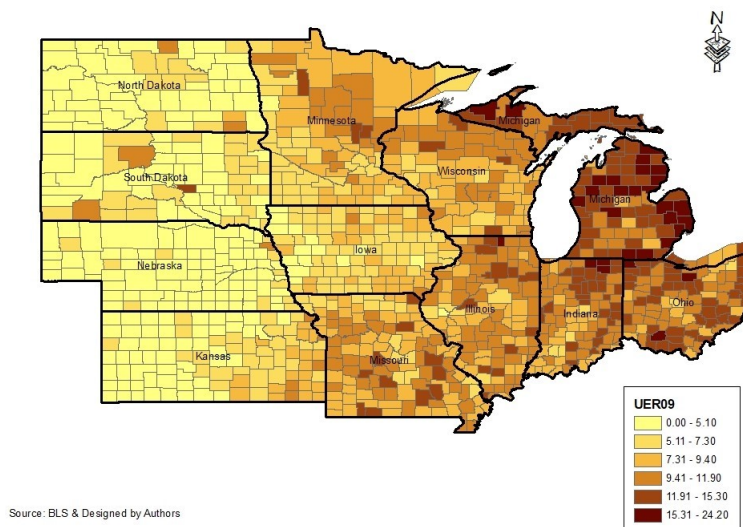 N
North Dakota
Minnesota
Michigan
South Dakota
Wisconsin
Michigan
Iowa
Nebraska
Illinois
Indiana
Ohio
Kansas
Missouri
UER09
0.00 - 5.10
5.11 - 7.30
7.31 - 9.40
9.41 - 11.90
11.91 - 15.30
15.31 - 24.20
Source: BLS & Designed by Authors